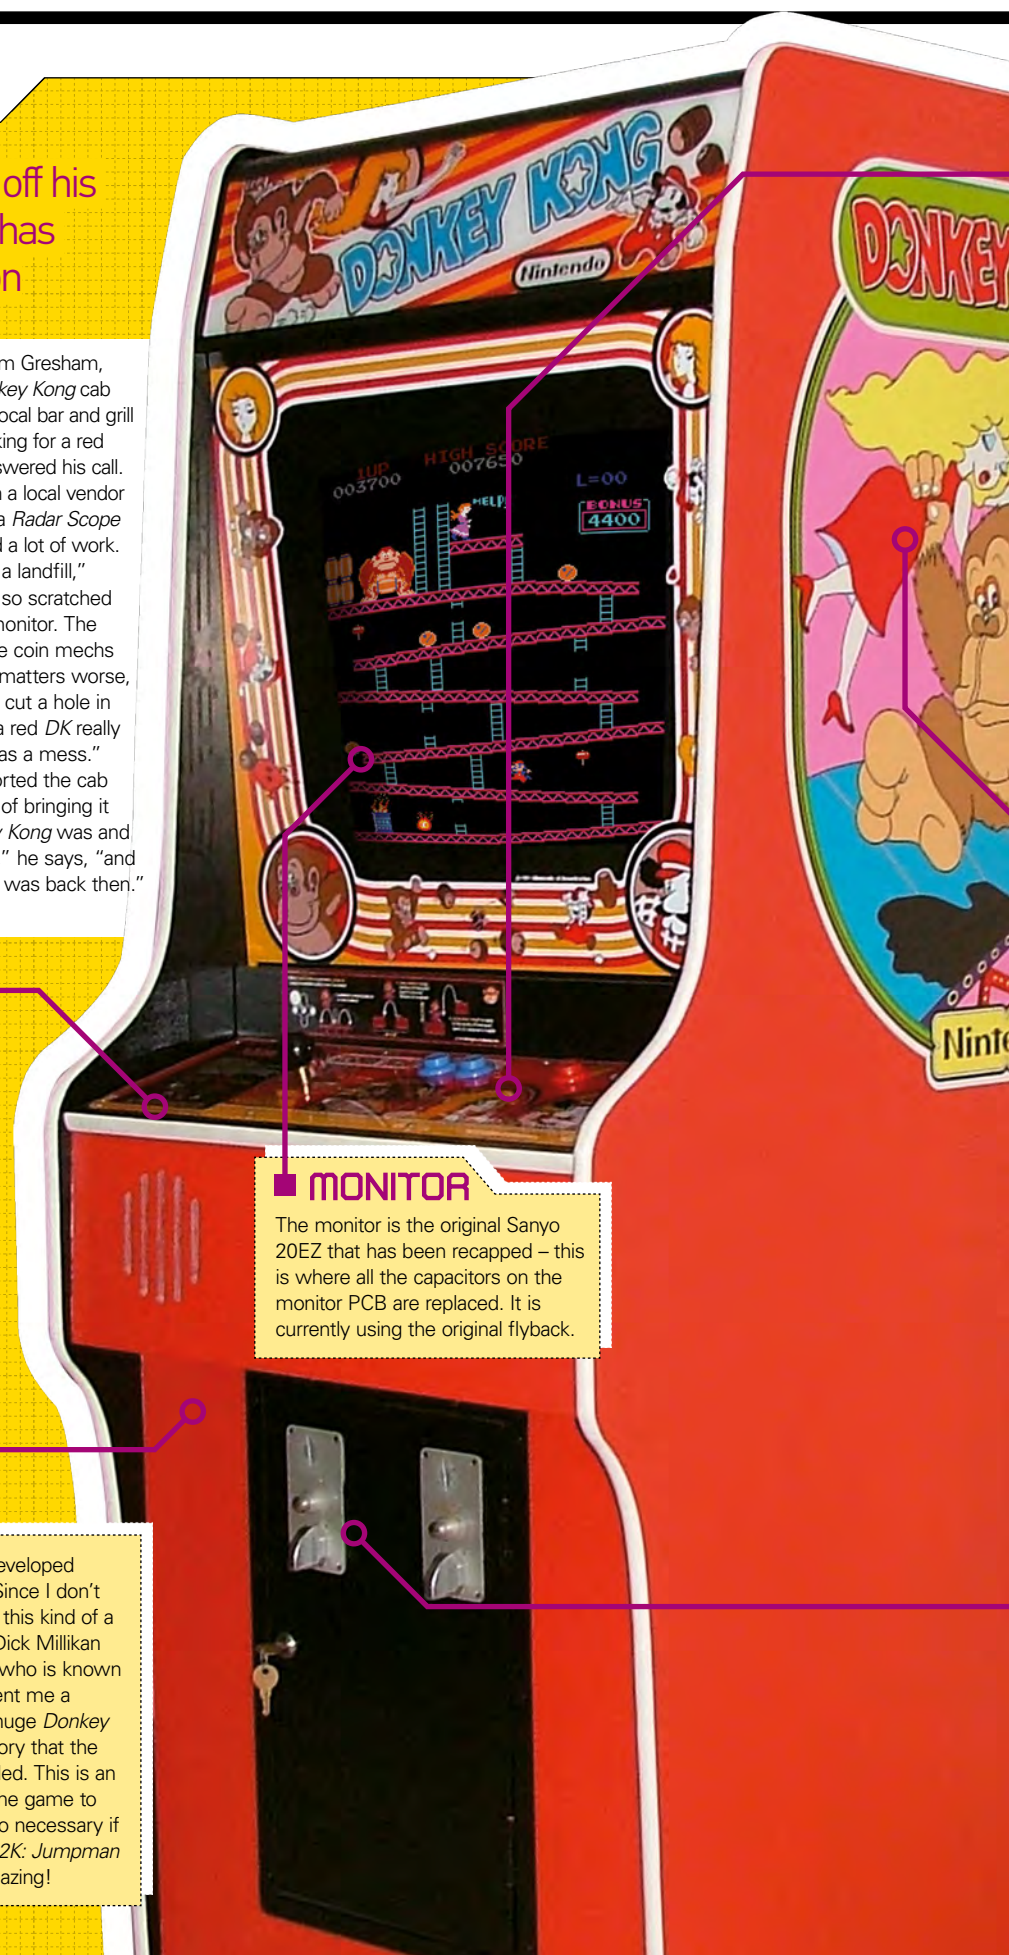 off his
has
on
m Gresham,
key Kong cab
ocal bar and grill
king for a red
swered his call.
n a local vendor
a Radar Scope
d a lot of work.
a landfill,”
so scratched
monitor. The
e coin mechs
matters worse,
cut a hole in
a red DK really
as a mess.”
orted the cab
of bringing it
y Kong was and
,” he says, “and
was back then.”
DONKEY KONG
Nintendo
1UP
HIGH SCORE
003700
007650
L=00
HELP!
BONUS
4400
DONKEY
Ninte
MONITOR
The monitor is the original Sanyo
20EZ that has been recapped – this
is where all the capacitors on the
monitor PCB are replaced. It is
currently using the original flyback.
eveloped
Since I don’t
this kind of a
Dick Millikan
who is known
ent me a
huge Donkey
ory that the
ded. This is an
he game to
o necessary if
2K: Jumpman
azing!